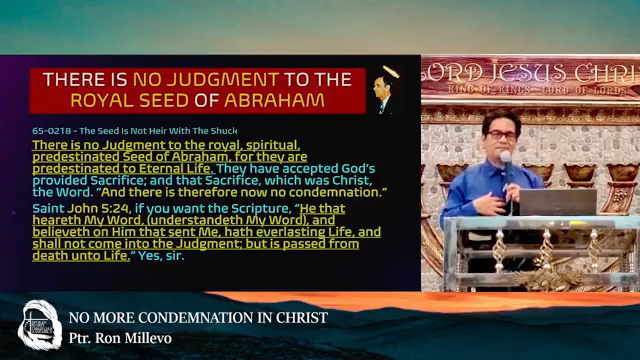 THERE IS NO JUDGMENT TO THE
ROYAL SEED OF ABRAHAM
65-0218 - The Seed Is Not Heir With The Shuck
There is no Judgment to the royal, spiritual,
predestinated Seed of Abraham, for they are
predestinated to Eternal Life. They have accepted God's
provided Sacrifice; and that Sacrifice, which was Christ,
the Word. "And there is therefore now no condemnation."
Saint John 5:24, if you want the Scripture, "He that
heareth My Word, (understandeth My Word), and
believeth on Him that sent Me, hath everlasting Life, and
shall not come into the Judgment; but is passed from
death unto Life." Yes, sir.
LORD JESUS CHRIST
KING OF KINGS LORD OF LORDS
NO MORE CONDEMNATION IN CHRIST
Ptr. Ron Millevo